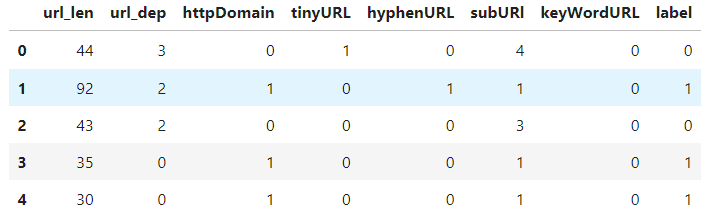 url_len url_dep httpDomain tinyURL hyphenURL subURl keyWordURL label
0 44 3 0 1 0 4 0 0
1 92 2 1 0 1 1 0 1
2 43 2 0 0 0 3 0 0
3 35 0 1 0 0 1 0 1
4 30 0 1 0 0 1 0 1